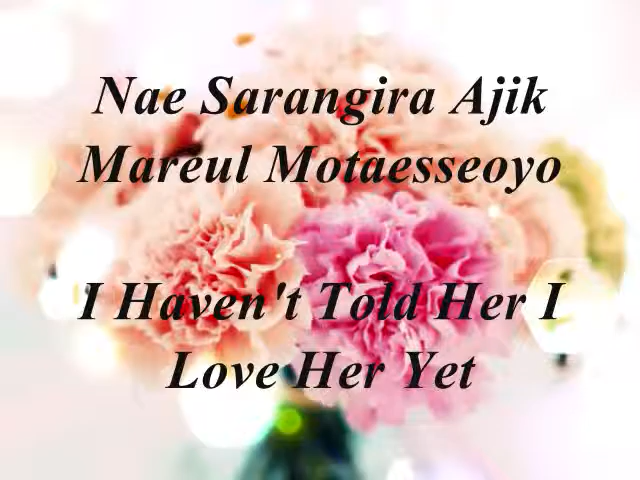 Nae Sarangira Ajik
Mareul Motaesseoyo
I Haven't Told Her I
Love Her Yet